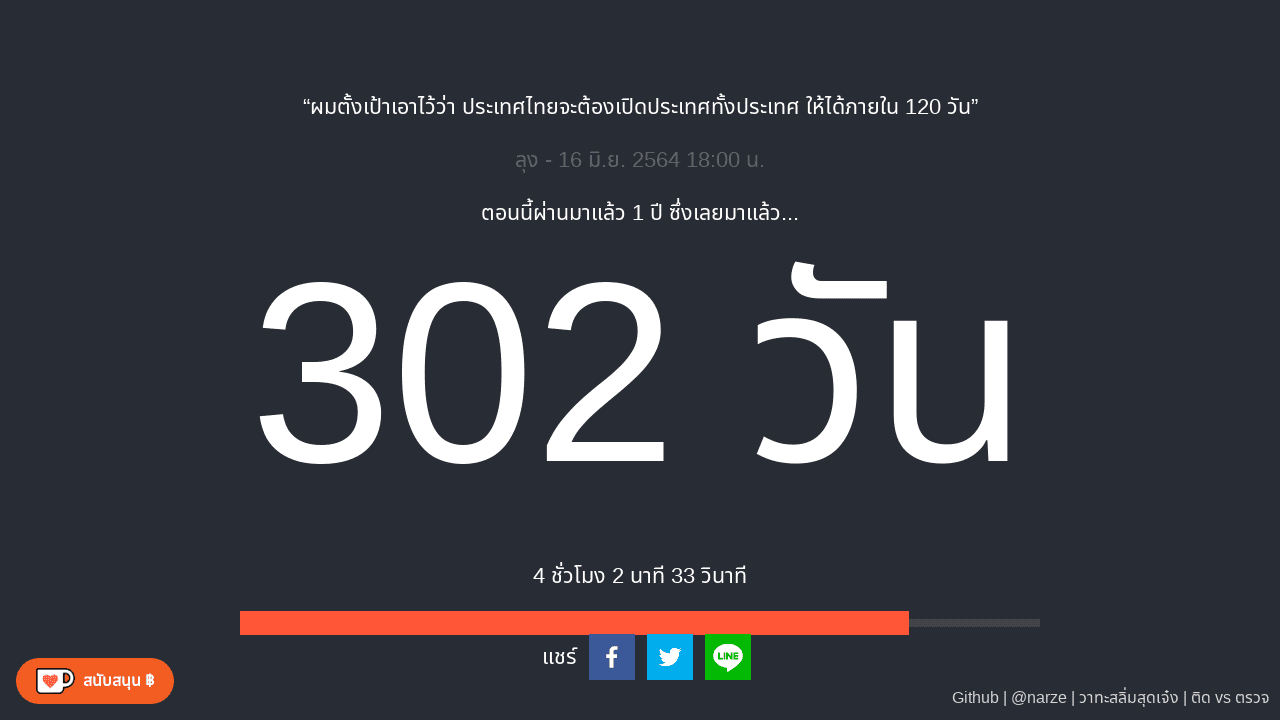 “ผมตั้งเป้าเอาไว้ว่า ประเทศไทยจะต้องเปิดประเทศทั้งประเทศ ให้ได้ภายใน 120 วัน”
ลุง - 16 มิ.ย. 2564 18:00 น.
ตอนนี้ผ่านมาแล้ว 1 ปี ซึ่งเลยมาแล้ว...
302 วัน
4 ชั่วโมง 2 นาที 33 วินาที
แชร์
LINE
สนับสนุน ฿
Github | @narze | วาทะสลิ่มสุดเจ๋ง | ติด vs ตรวจ